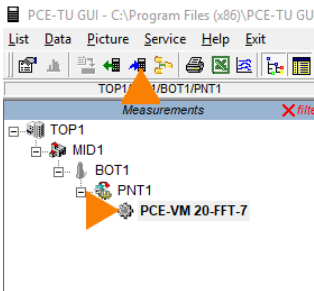 PCE-TU GUI - C:\Program Files (x86)\PCE-TU GU
List Data Picture Service Help Exit
TOP1/ /BOT1/PNT1
Measurements filte
TOP1
MID1
BOT1
PNT1
PCE-VM 20-FFT-7